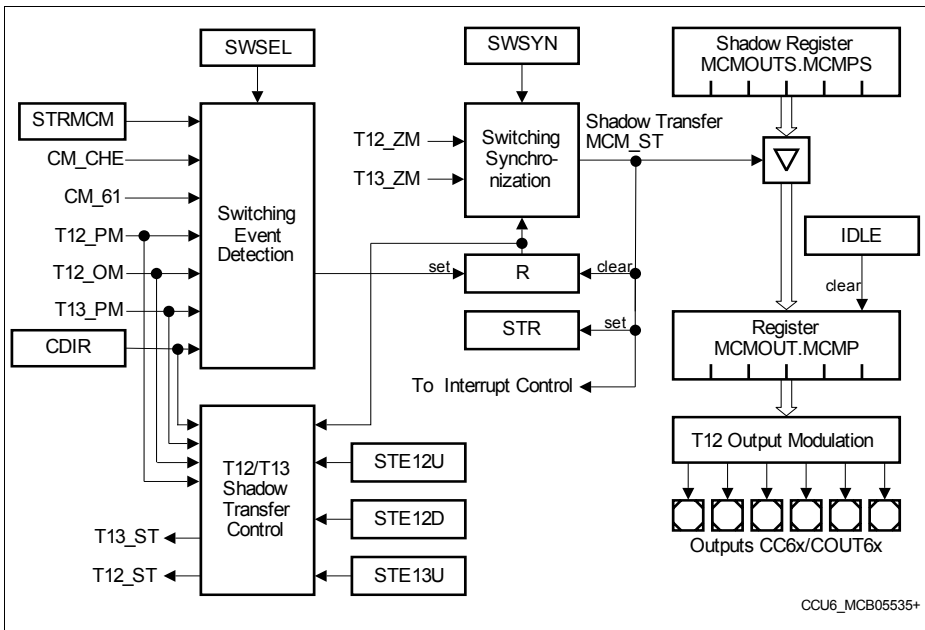 SWSEL
SWSYN
Shadow Register
MCMOUTS.MCMPS
STRMCM
CM_CHE
CM_61
T12_PM
T12_OM
T13_PM
CDIR
Switching
Event
Detection
T12_ZM
T13_ZM
Switching
Synchro-
nization
Shadow Transfer
MCM_ST
IDLE
clear
set
R
clear
STR
set
To Interrupt Control
Register
MCMOUT.MCMP
T12 Output Modulation
Outputs CC6x/COUT6x
T12/T13
Shadow
Transfer
Control
STE12U
STE12D
STE13U
T13_ST
T12_ST
CCU6_MCB05535+